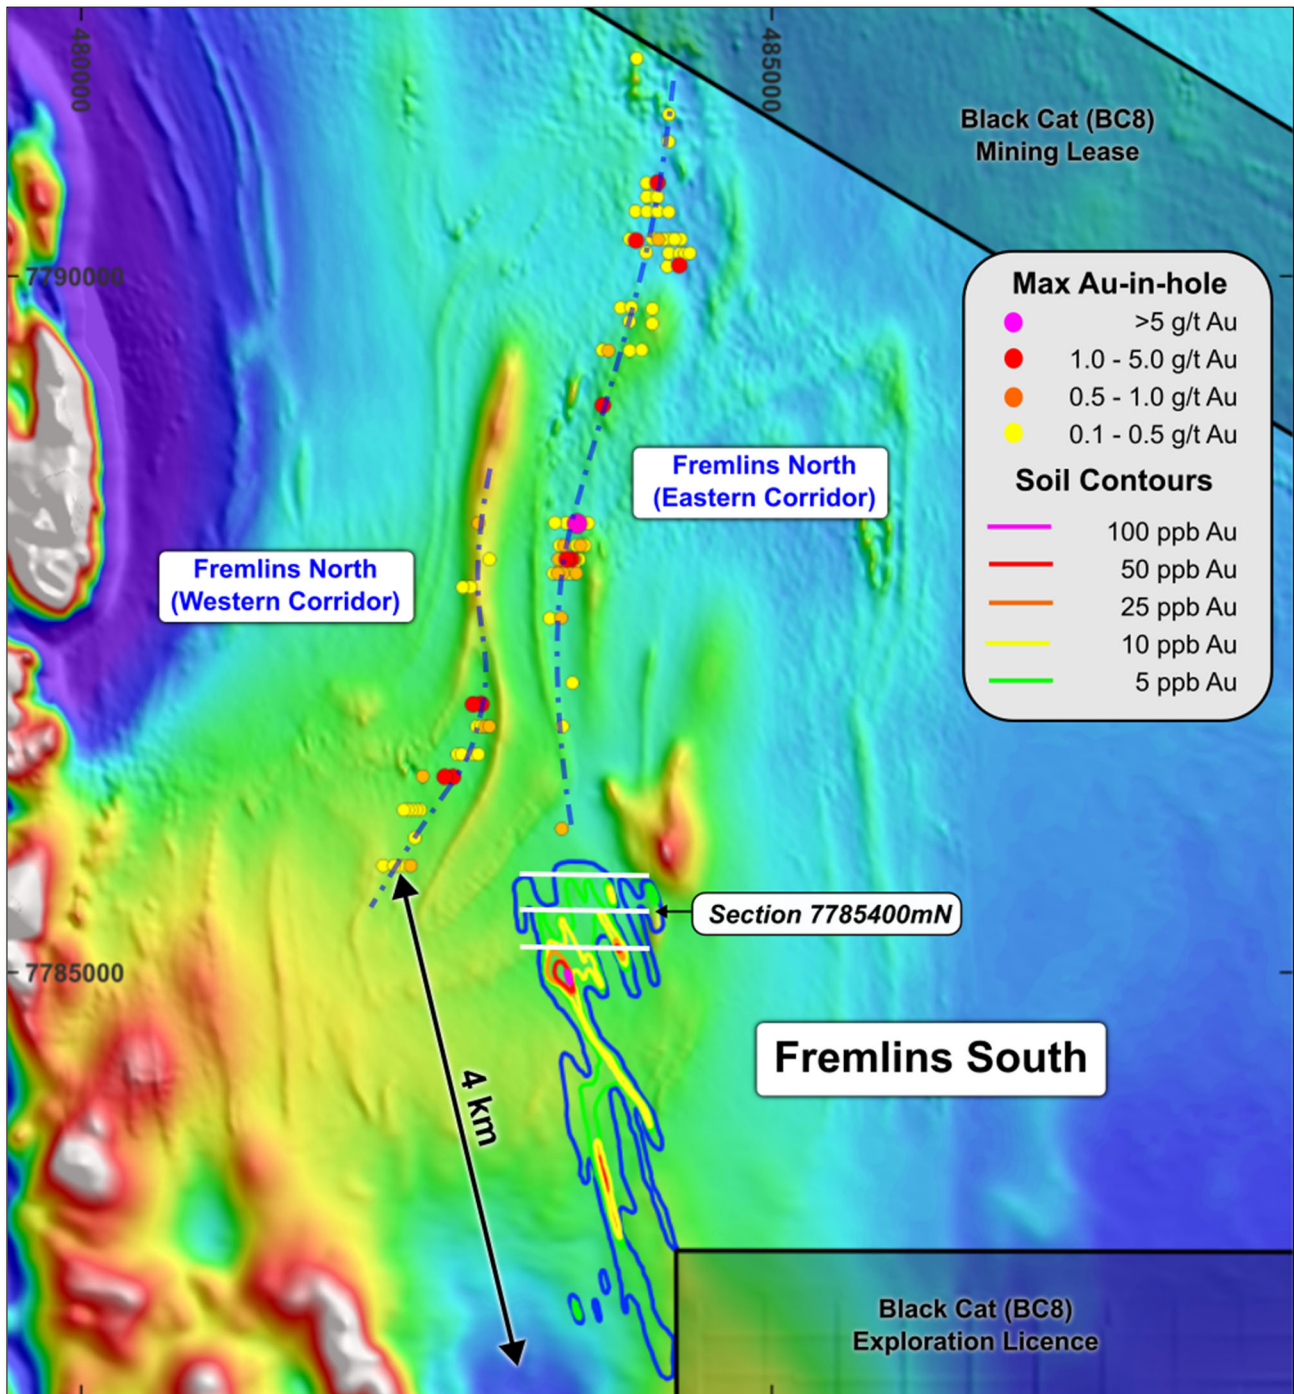 480000
485000
Black Cat (BC8)
Mining Lease
7790000
Max Au-in-hole
>5 g/t Au
1.0 - 5.0 g/t Au
0.5 - 1.0 g/t Au
0.1 - 0.5 g/t Au
Soil Contours
100 ppb Au
50 ppb Au
25 ppb Au
10 ppb Au
5 ppb Au
Fremlins North
(Eastern Corridor)
Fremlins North
(Western Corridor)
Section 7785400mN
7785000
Fremlins South
4 km
Black Cat (BC8)
Exploration Licence